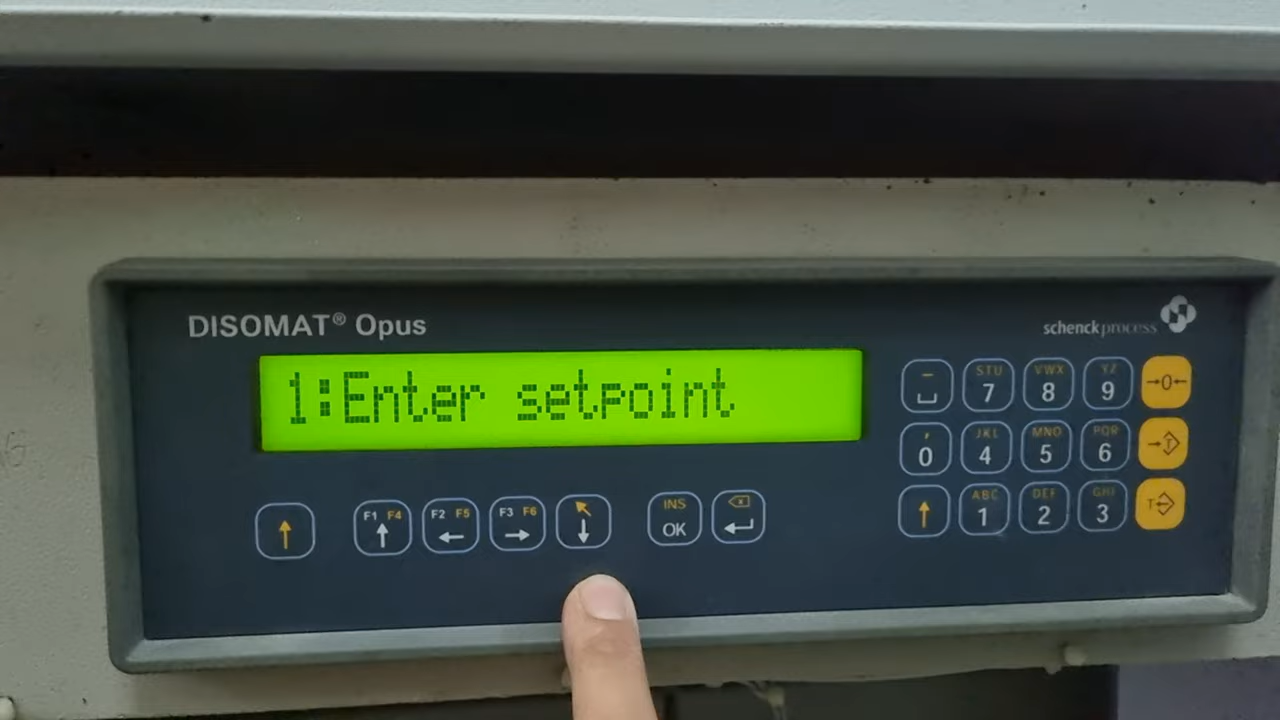 DISOMAT® Opus
schenck process
1:Enter setpoint
STU VWX YZ
7 8 9 →0←
, JKL MNO PQR
0 4 5 6 →T
ABC DEF GHI
1 2 3 T
F1 F4 F2 F5 F3 F6 INS
OK